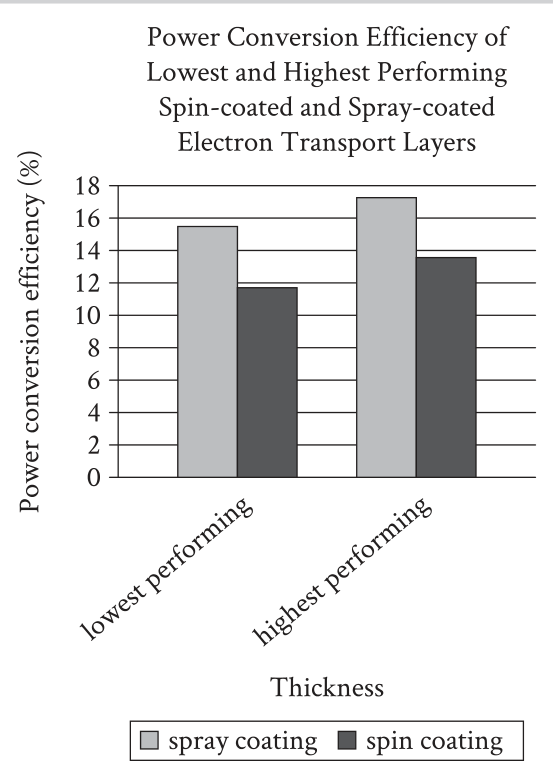 Power Conversion Efficiency of
Lowest and Highest Performing
Spin-coated and Spray-coated
Electron Transport Layers
Power conversion efficiency (%)
18
16
14
12
10
8
6
4
2
0
lowest performing
highest performing
Thickness
spray coating spin coating